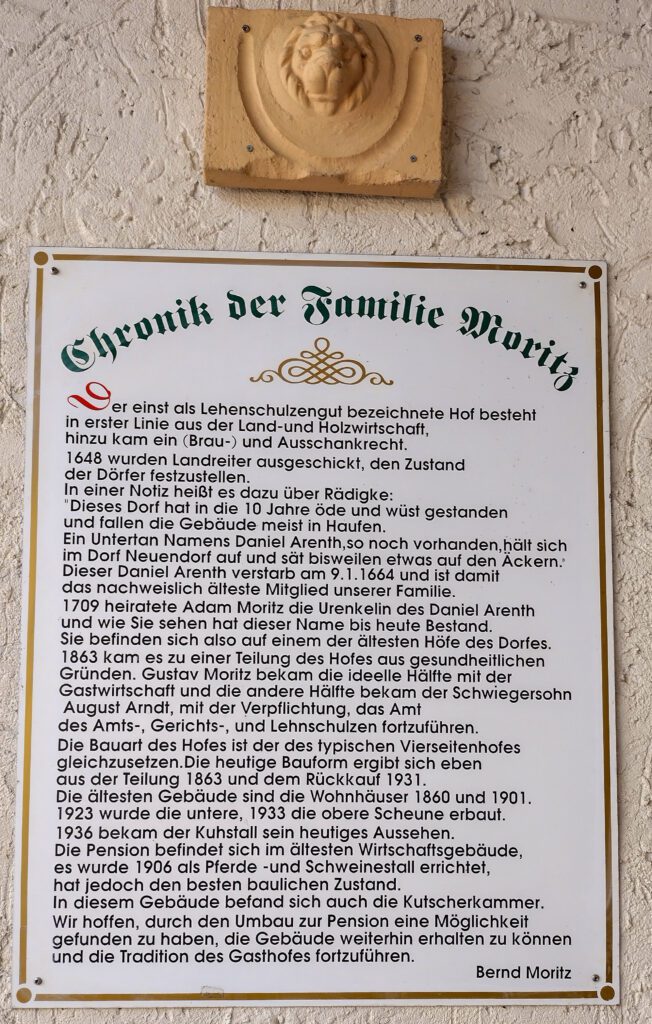 Chronik der Familie Moritz
Der einst als Lehenschulzengut bezeichnete Hof besteht
in erster Linie aus der Land-und Holzwirtschaft,
hinzu kam ein (Brau-) und Ausschankrecht.
1648 wurden Landreiter ausgeschickt, den Zustand
der Dörfer festzustellen.
In einer Notiz heißt es dazu über Rädigke:
"Dieses Dorf hat in die 10 Jahre öde und wüst gestanden
und fallen die Gebäude meist in Haufen.
Ein Untertan Namens Daniel Arenth,so noch vorhanden,hält sich
im Dorf Neuendorf auf und sät bisweilen etwas auf den Äckern."
Dieser Daniel Arenth verstarb am 9.1.1664 und ist damit
das nachweislich älteste Mitglied unserer Familie.
1709 heiratete Adam Moritz die Urenkelin des Daniel Arenth
und wie Sie sehen hat dieser Name bis heute Bestand.
Sie befinden sich also auf einem der ältesten Höfe des Dorfes.
1863 kam es zu einer Teilung des Hofes aus gesundheitlichen
Gründen. Gustav Moritz bekam die ideelle Hälfte mit der
Gastwirtschaft und die andere Hälfte bekam der Schwiegersohn
August Arndt, mit der Verpflichtung, das Amt
des Amts-, Gerichts-, und Lehnschulzen fortzuführen.
Die Bauart des Hofes ist der des typischen Vierseitenhofes
gleichzusetzen.Die heutige Bauform ergibt sich eben
aus der Teilung 1863 und dem Rückkauf 1931.
Die ältesten Gebäude sind die Wohnhäuser 1860 und 1901.
1923 wurde die untere, 1933 die obere Scheune erbaut.
1936 bekam der Kuhstall sein heutiges Aussehen.
Die Pension befindet sich im ältesten Wirtschaftsgebäude,
es wurde 1906 als Pferde -und Schweinestall errichtet,
hat jedoch den besten baulichen Zustand.
In diesem Gebäude befand sich auch die Kutscherkammer.
Wir hoffen, durch den Umbau zur Pension eine Möglichkeit
gefunden zu haben, die Gebäude weiterhin erhalten zu können
und die Tradition des Gasthofes fortzuführen.
Bernd Moritz